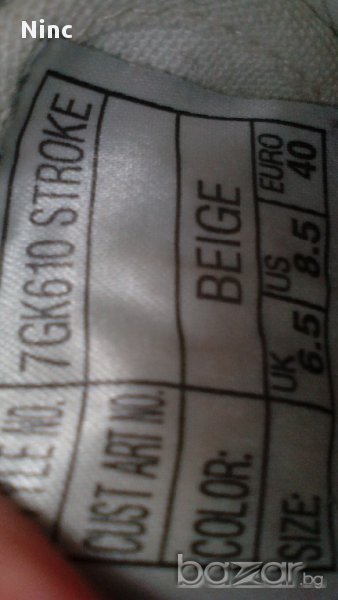 Ninc
TLE NO. 7GK610 STROKE
CUST ART NO.
COLOR: BEIGE
SIZE: UK 6.5 US 8.5 EURO 40
bazar.bg